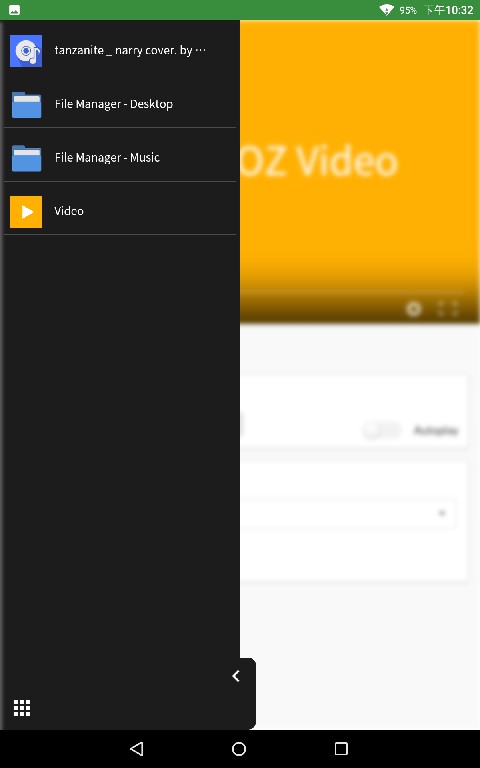 95% 下午10:32
tanzanite _ narry cover. by ···
File Manager - Desktop
OZ Video
File Manager - Music
Video
Autoplay